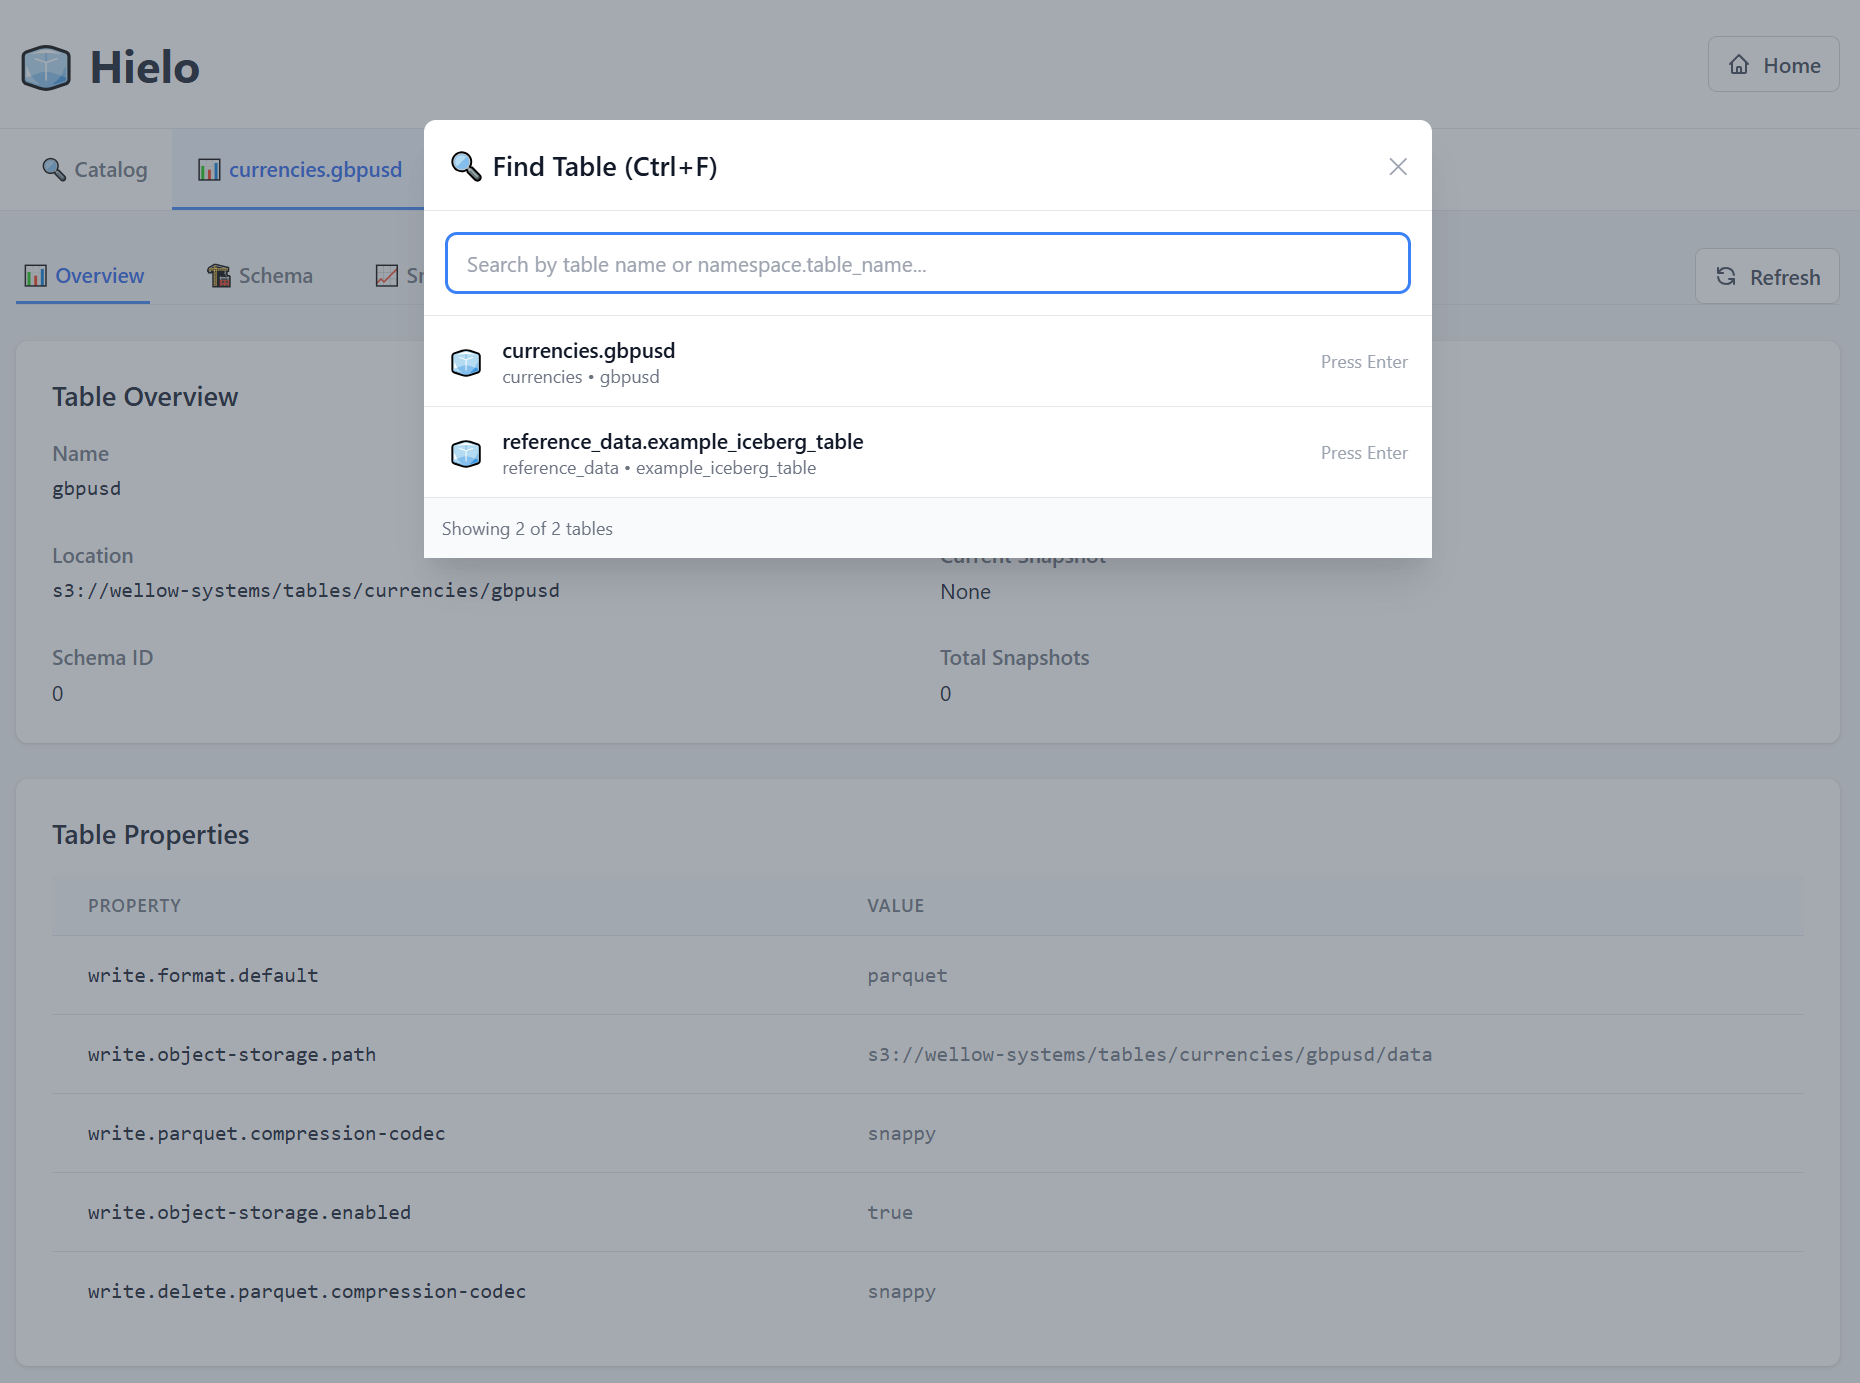 Hielo
Home
Catalog
currencies.gbpusd
Find Table (Ctrl+F)
Search by table name or namespace.table_name...
Overview
Schema
Refresh
currencies.gbpusd
currencies • gbpusd
Press Enter
reference_data.example_iceberg_table
reference_data • example_iceberg_table
Press Enter
Showing 2 of 2 tables
Table Overview
Name
gbpusd
Location
s3://wellow-systems/tables/currencies/gbpusd
Current Snapshot
None
Schema ID
0
Total Snapshots
0
Table Properties
PROPERTY VALUE
write.format.default parquet
write.object-storage.path s3://wellow-systems/tables/currencies/gbpusd/data
write.parquet.compression-codec snappy
write.object-storage.enabled true
write.delete.parquet.compression-codec snappy